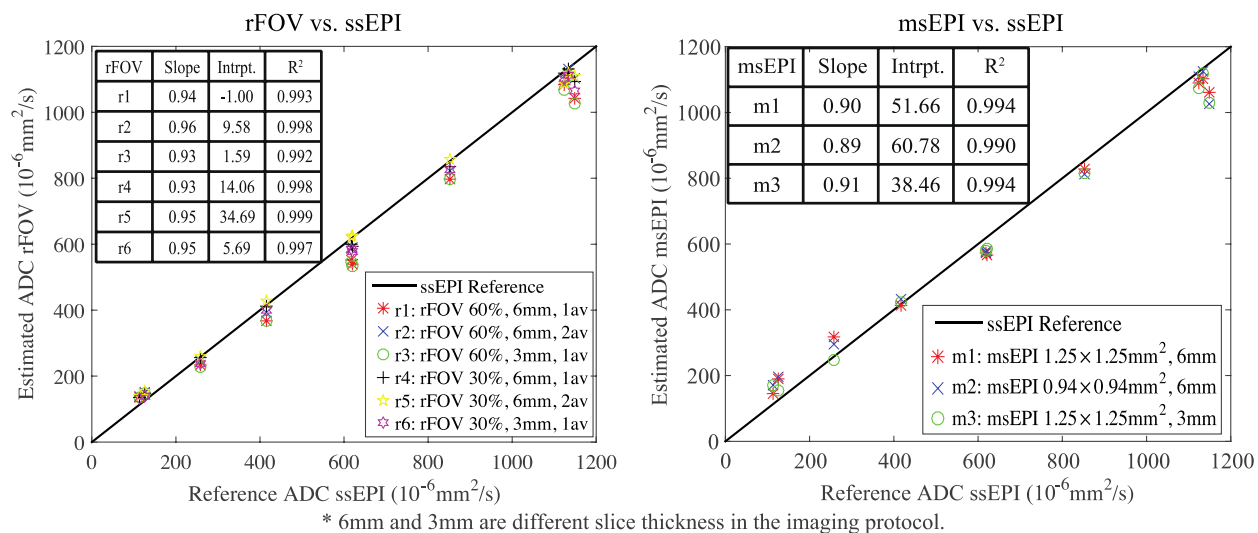 rFOV vs. ssEPI
1200
1000
800
600
400
200
0
0 200 400 600 800 1000 1200
Estimated ADC rFOV (10⁻⁶mm²/s)
Reference ADC ssEPI (10⁻⁶mm²/s)
rFOV Slope Intrpt. R²
r1 0.94 -1.00 0.993
r2 0.96 9.58 0.998
r3 0.93 1.59 0.992
r4 0.93 14.06 0.998
r5 0.95 34.69 0.999
r6 0.95 5.69 0.997
ssEPI Reference
r1: rFOV 60%, 6mm, 1av
r2: rFOV 60%, 6mm, 2av
r3: rFOV 60%, 3mm, 1av
r4: rFOV 30%, 6mm, 1av
r5: rFOV 30%, 6mm, 2av
r6: rFOV 30%, 3mm, 1av
msEPI vs. ssEPI
1200
1000
800
600
400
200
0
0 200 400 600 800 1000 1200
Estimated ADC msEPI (10⁻⁶mm²/s)
Reference ADC ssEPI (10⁻⁶mm²/s)
msEPI Slope Intrpt. R²
m1 0.90 51.66 0.994
m2 0.89 60.78 0.990
m3 0.91 38.46 0.994
ssEPI Reference
m1: msEPI 1.25×1.25mm², 6mm
m2: msEPI 0.94×0.94mm², 6mm
m3: msEPI 1.25×1.25mm², 3mm
* 6mm and 3mm are different slice thickness in the imaging protocol.